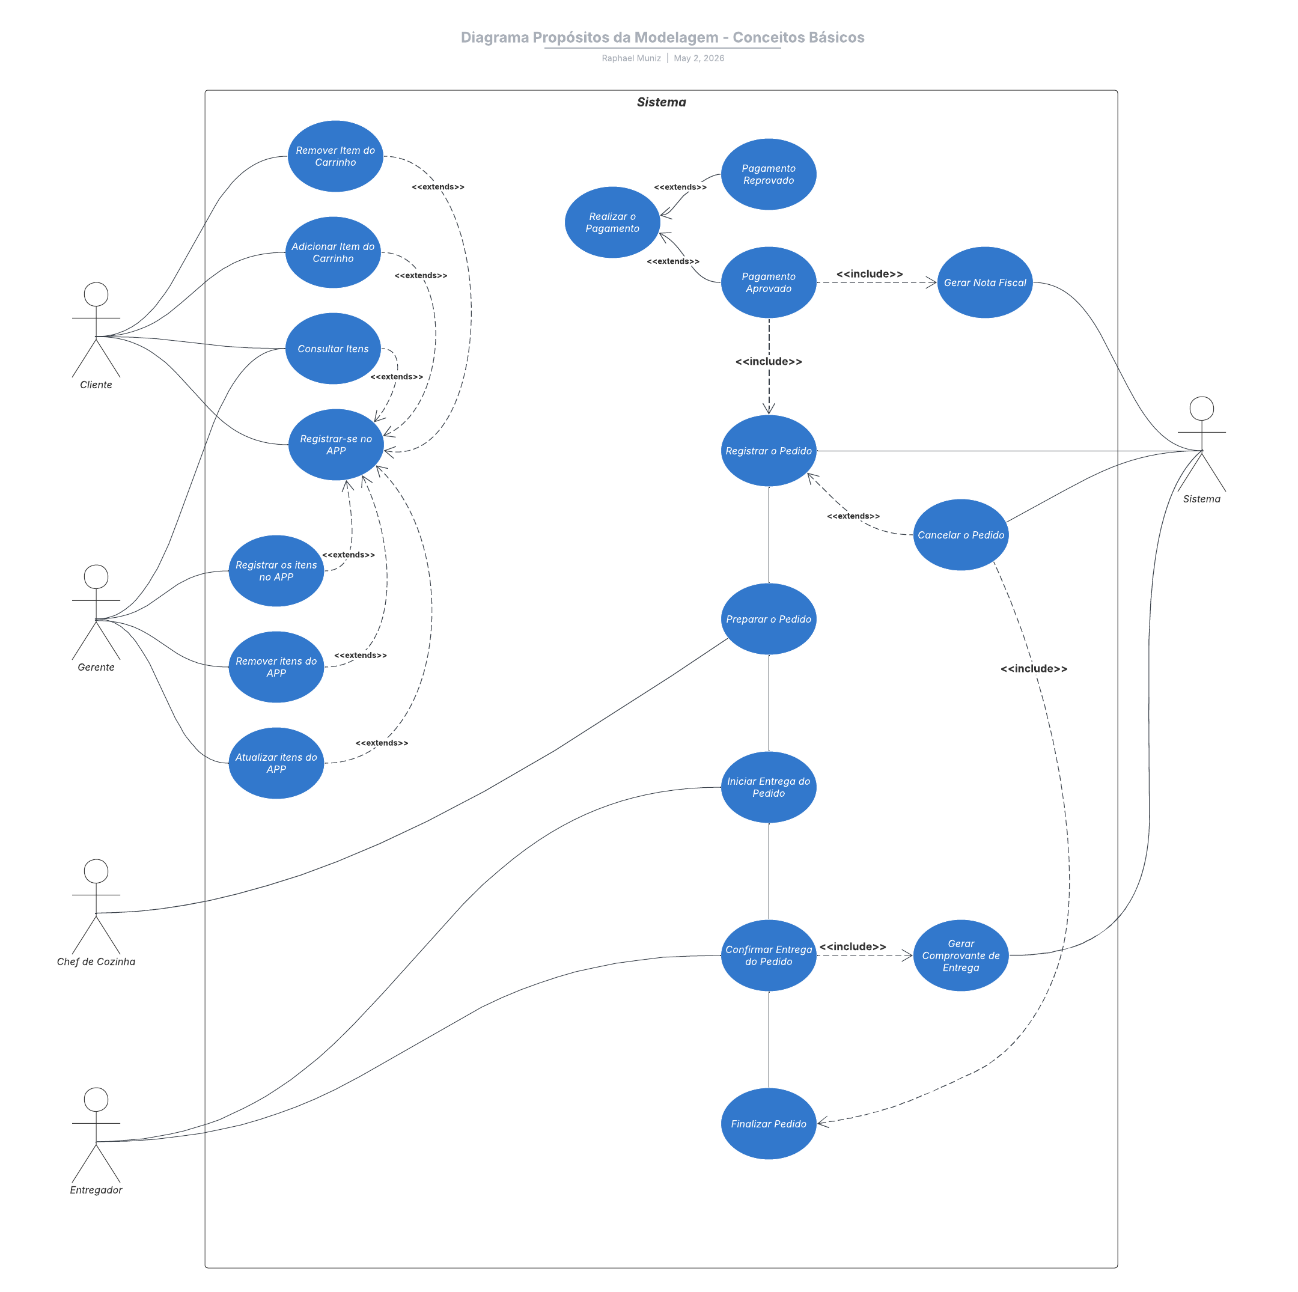 Diagrama Propósitos da Modelagem - Conceitos Básicos
Raphael Muniz | May 2, 2026
Sistema
Remover Item do
Carrinho
<<extends>>
Adicionar Item do
Carrinho
<<extends>>
Consultar Itens
<<extends>>
Registrar-se no
APP
Cliente
Registrar os itens
no APP
<<extends>>
Remover itens do
APP
<<extends>>
Atualizar itens do
APP
<<extends>>
Gerente
Pagamento
Reprovado
<<extends>>
Realizar o
Pagamento
<<extends>>
Pagamento
Aprovado
<<include>>
Gerar Nota Fiscal
<<include>>
Registrar o Pedido
<<extends>>
Cancelar o Pedido
Sistema
Preparar o Pedido
<<include>>
Iniciar Entrega do
Pedido
Chef de Cozinha
Confirmar Entrega
do Pedido
<<include>>
Gerar
Comprovante de
Entrega
Finalizar Pedido
Entregador